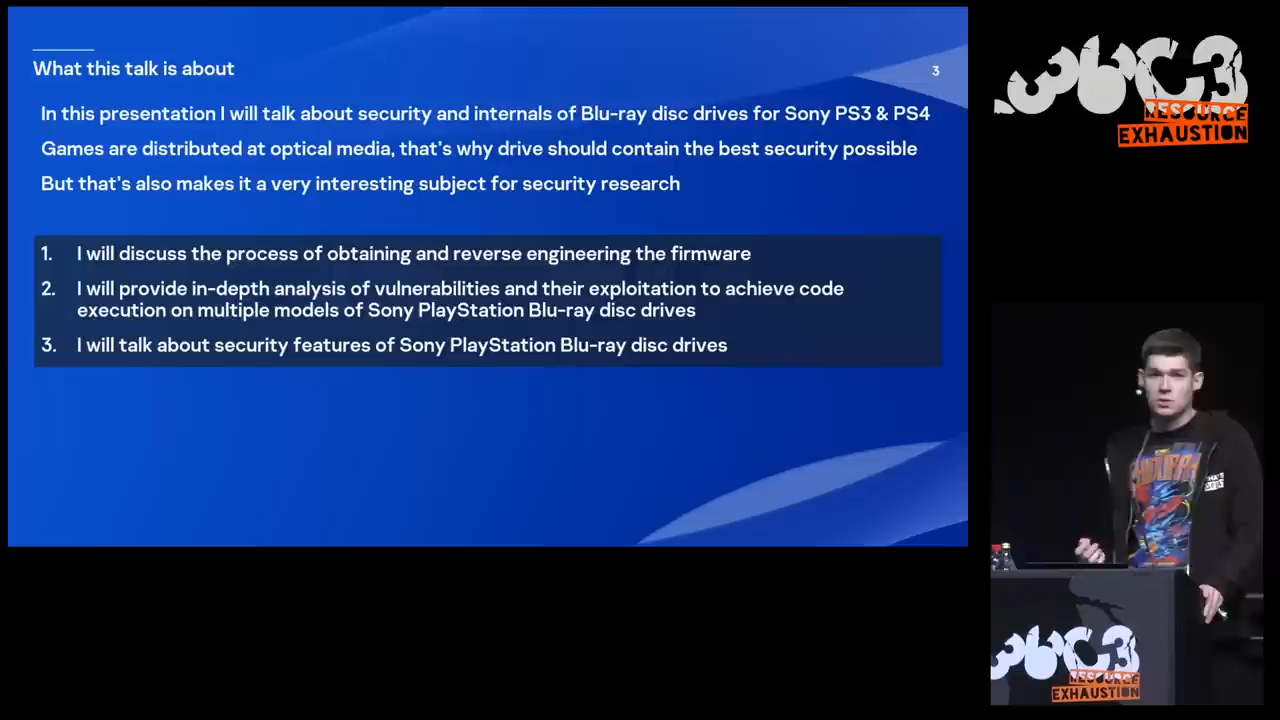 What this talk is about
3
In this presentation I will talk about security and internals of Blu-ray disc drives for Sony PS3 & PS4
Games are distributed at optical media, that's why drive should contain the best security possible
But that's also makes it a very interesting subject for security research
1. I will discuss the process of obtaining and reverse engineering the firmware
2. I will provide in-depth analysis of vulnerabilities and their exploitation to achieve code
execution on multiple models of Sony PlayStation Blu-ray disc drives
3. I will talk about security features of Sony PlayStation Blu-ray disc drives
36C3
RESOURCE
EXHAUSTION
36C3
RESOURCE
EXHAUSTION